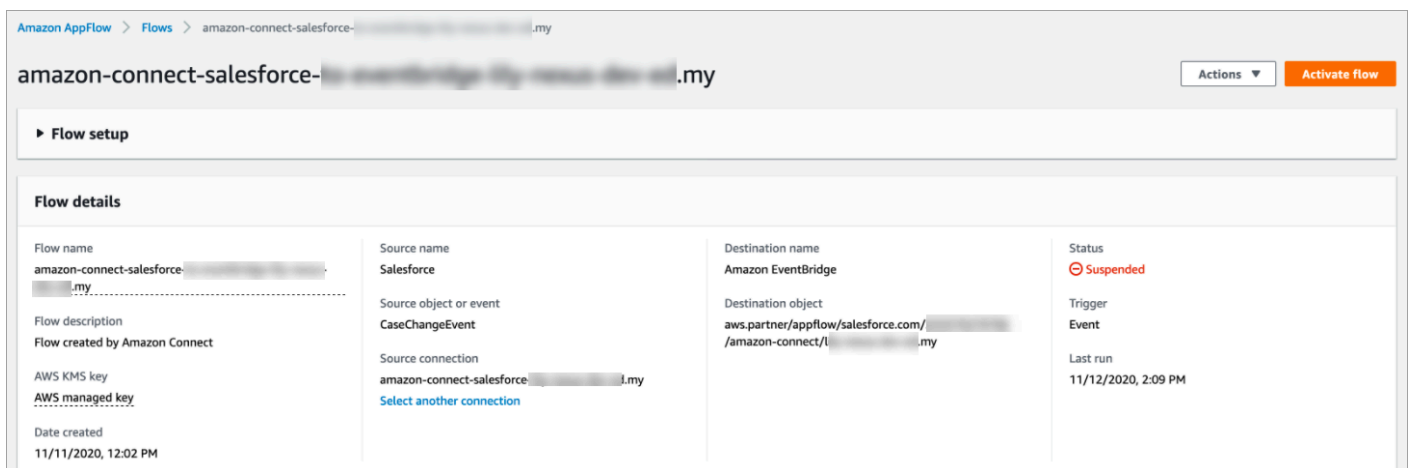 Amazon AppFlow > Flows > amazon-connect-salesforce- .my
amazon-connect-salesforce- .my
Actions ▼ Activate flow
▶ Flow setup
Flow details
Flow name Source name Destination name Status
amazon-connect-salesforce- - Salesforce Amazon EventBridge Suspended
.my
Source object or event Destination object Trigger
Flow description CaseChangeEvent aws.partner/appflow/salesforce.com/ Event
Flow created by Amazon Connect /amazon-connect/l .my
Source connection Last run
AWS KMS key amazon-connect-salesforce- .my 11/12/2020, 2:09 PM
AWS managed key Select another connection
Date created
11/11/2020, 12:02 PM